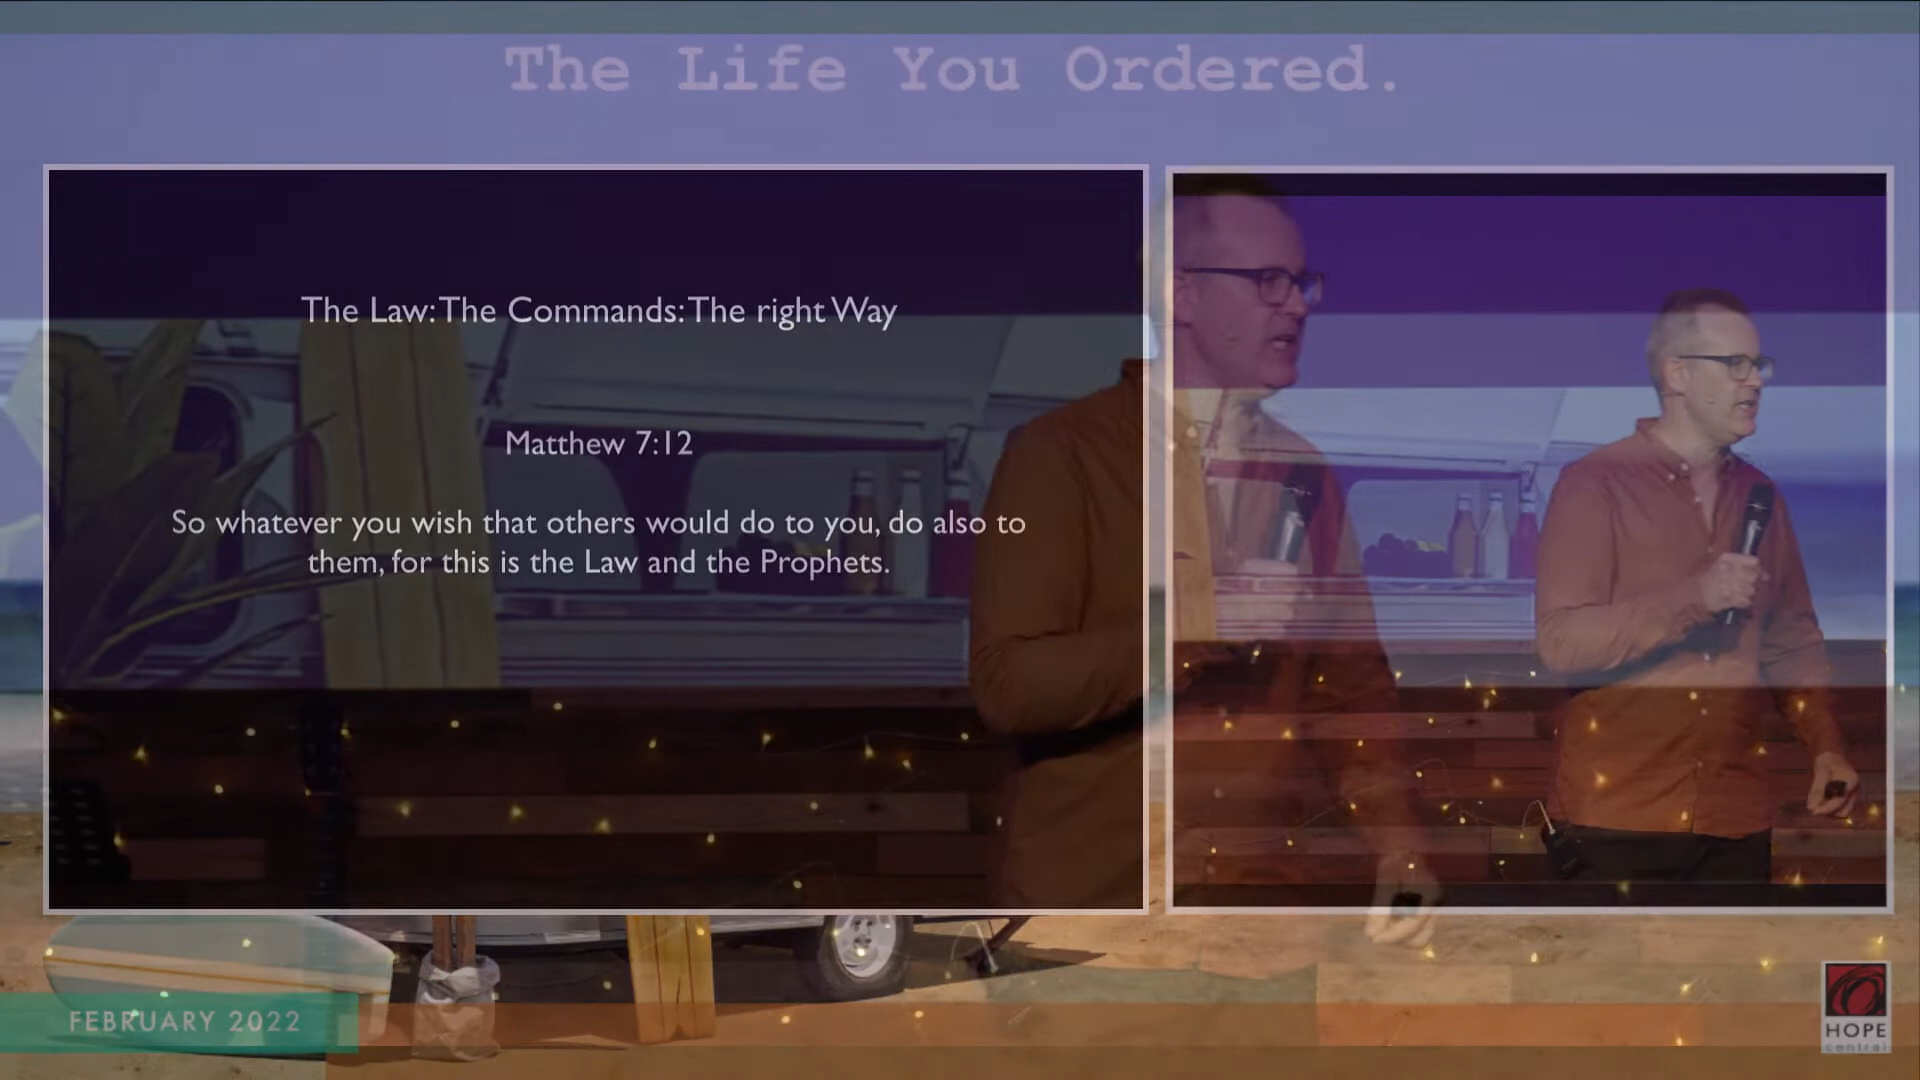 The Life You Ordered.
The Law: The Commands: The right Way
Matthew 7:12
So whatever you wish that others would do to you, do also to
them, for this is the Law and the Prophets.
FEBRUARY 2022
HOPE
central